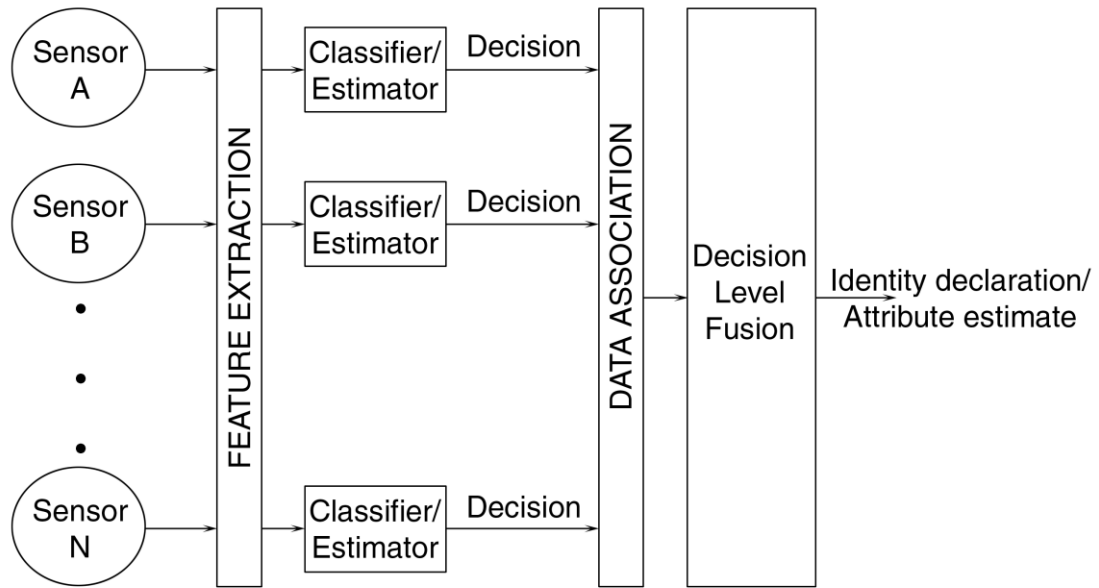 Sensor
A
Classifier/
Estimator
Decision
Sensor
B
Classifier/
Estimator
Decision
Sensor
N
Classifier/
Estimator
Decision
FEATURE EXTRACTION
DATA ASSOCIATION
Decision
Level
Fusion
Identity declaration/
Attribute estimate